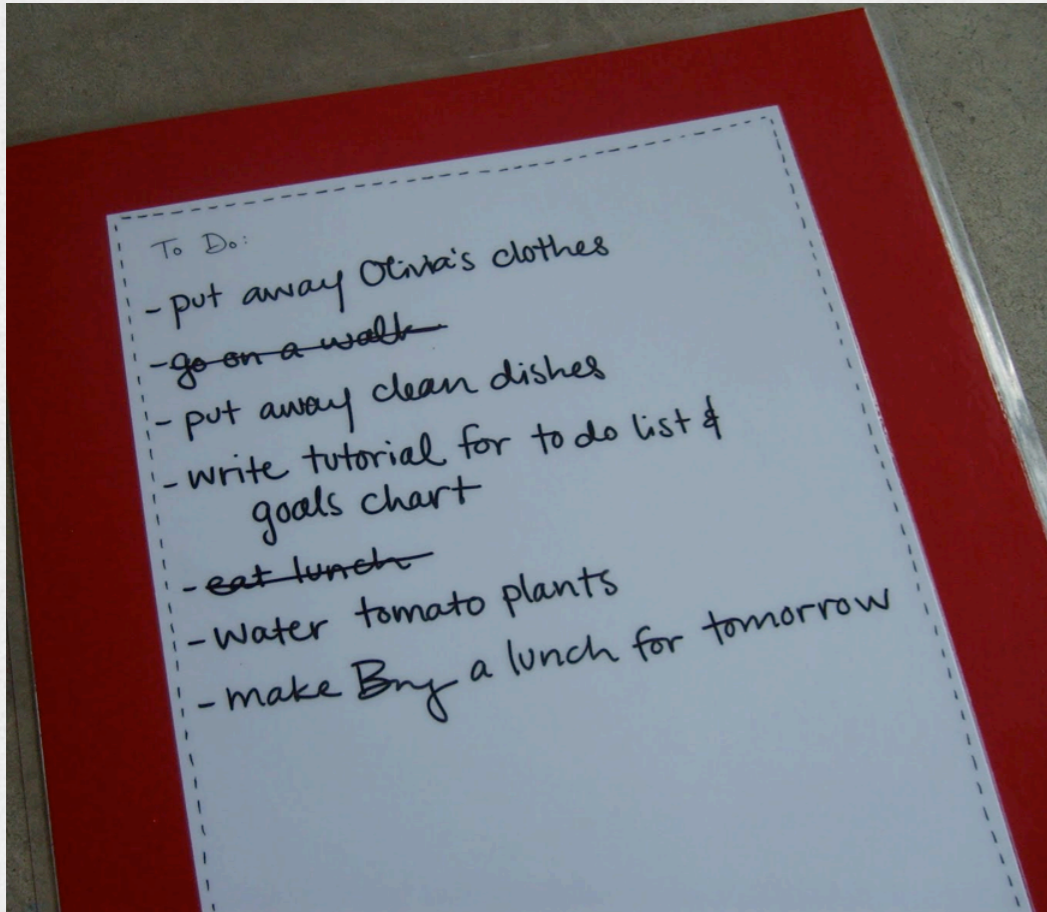 To Do:
- put away Olivia's clothes
- go on a walk
- put away clean dishes
- write tutorial for to do list &
goals chart
- eat lunch
- water tomato plants
- make a lunch for tomorrow